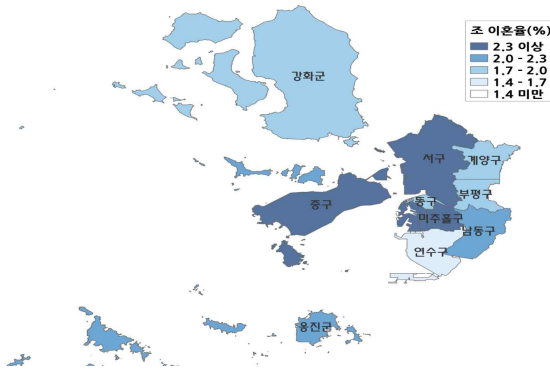 조 이혼율(%)
2.3 이상
2.0 - 2.3
1.7 - 2.0
1.4 - 1.7
1.4 미만
강화군
서구
계양구
부평구
중구
동구
미추홀구
남동구
연수구
옹진군